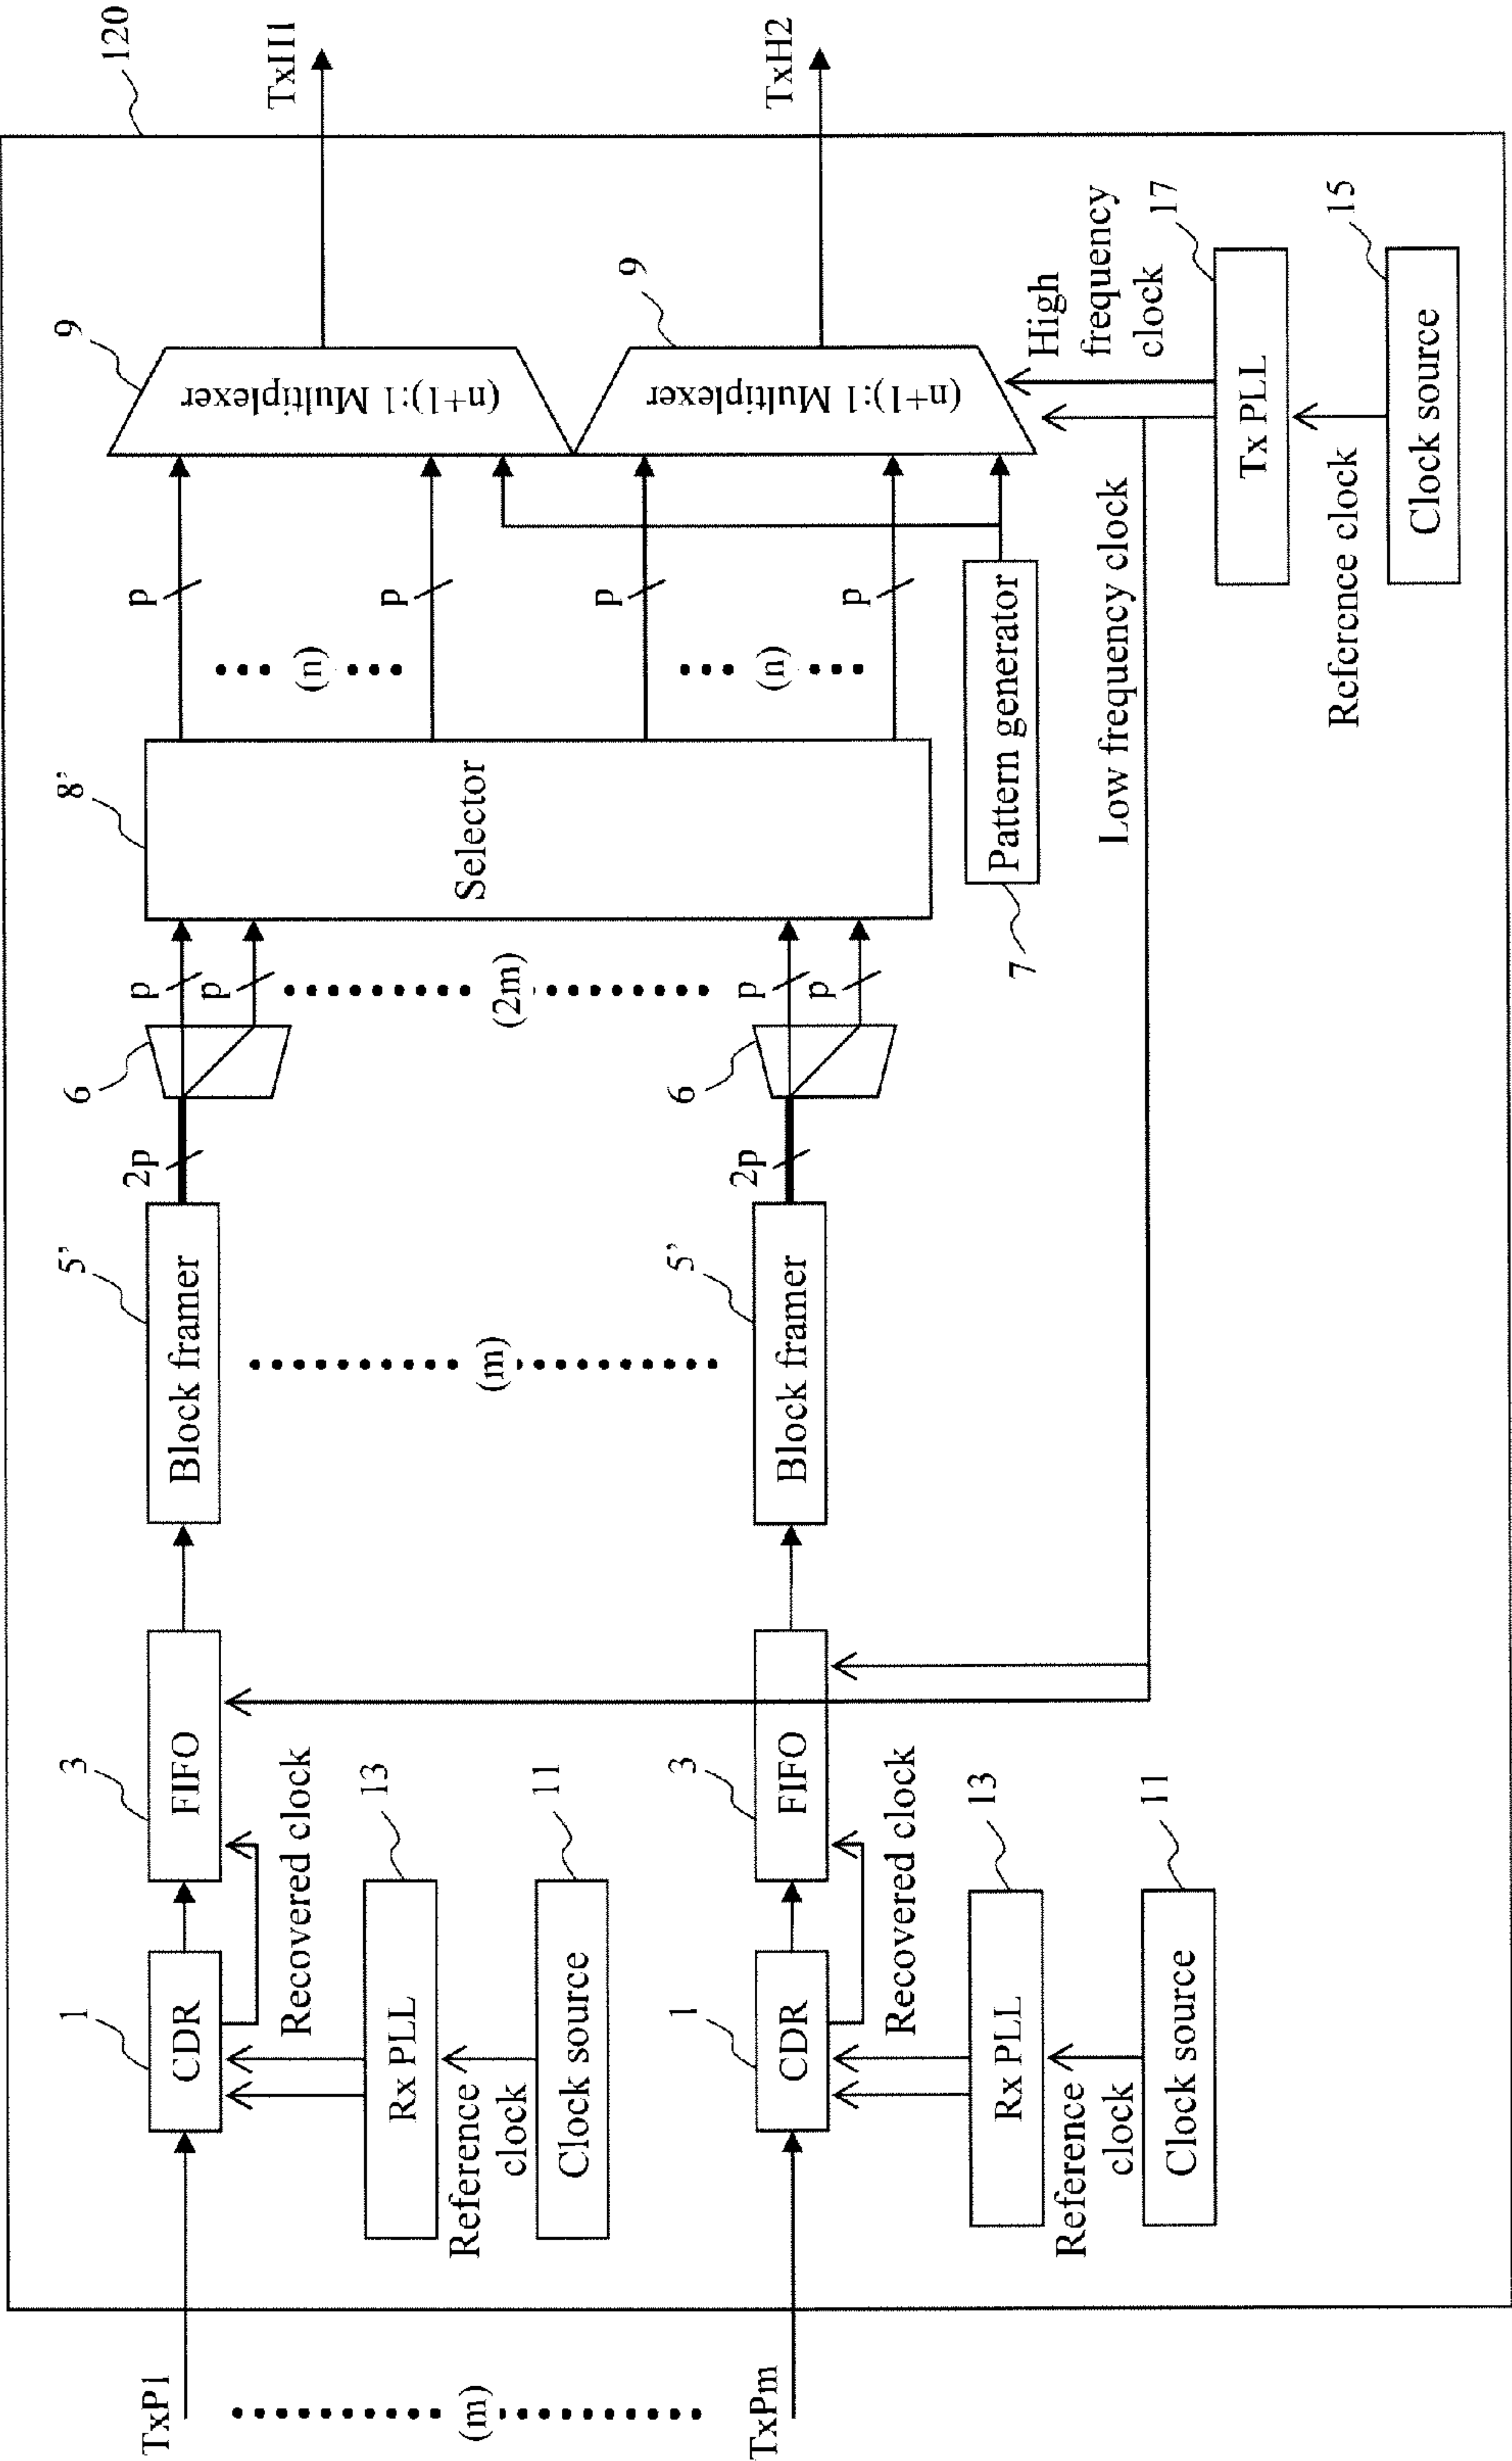 120
TxP1
(m)
TxPm
1
CDR
Recovered clock
3
FIFO
Rx PLL
13
Reference
clock
Clock source
11
1
CDR
Recovered clock
3
FIFO
Rx PLL
13
Reference
clock
Clock source
11
5’
Block framer
(m)
5’
Block framer
2p
6
p
p
(2m)
2p
6
p
p
8’
Selector
p
(n)
p
p
(n)
p
7
Pattern generator
9
(n+1):1 Multiplexer
9
(n+1):1 Multiplexer
TxH1
TxH2
High
frequency
clock
Low frequency clock
17
Tx PLL
Reference clock
15
Clock source